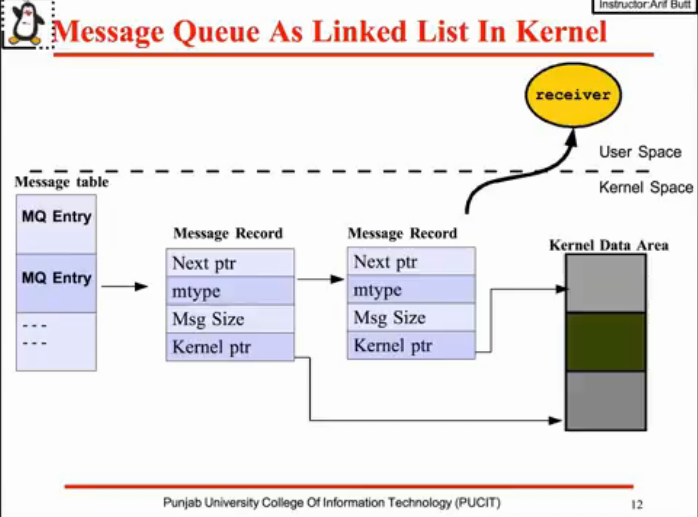 Instructor:Arif Butt
Message Queue As Linked List In Kernel
receiver
User Space
Kernel Space
Message table
MQ Entry
MQ Entry
---
---
Message Record
Next ptr
mtype
Msg Size
Kernel ptr
Message Record
Next ptr
mtype
Msg Size
Kernel ptr
Kernel Data Area
Punjab University College Of Information Technology (PUCIT)
12